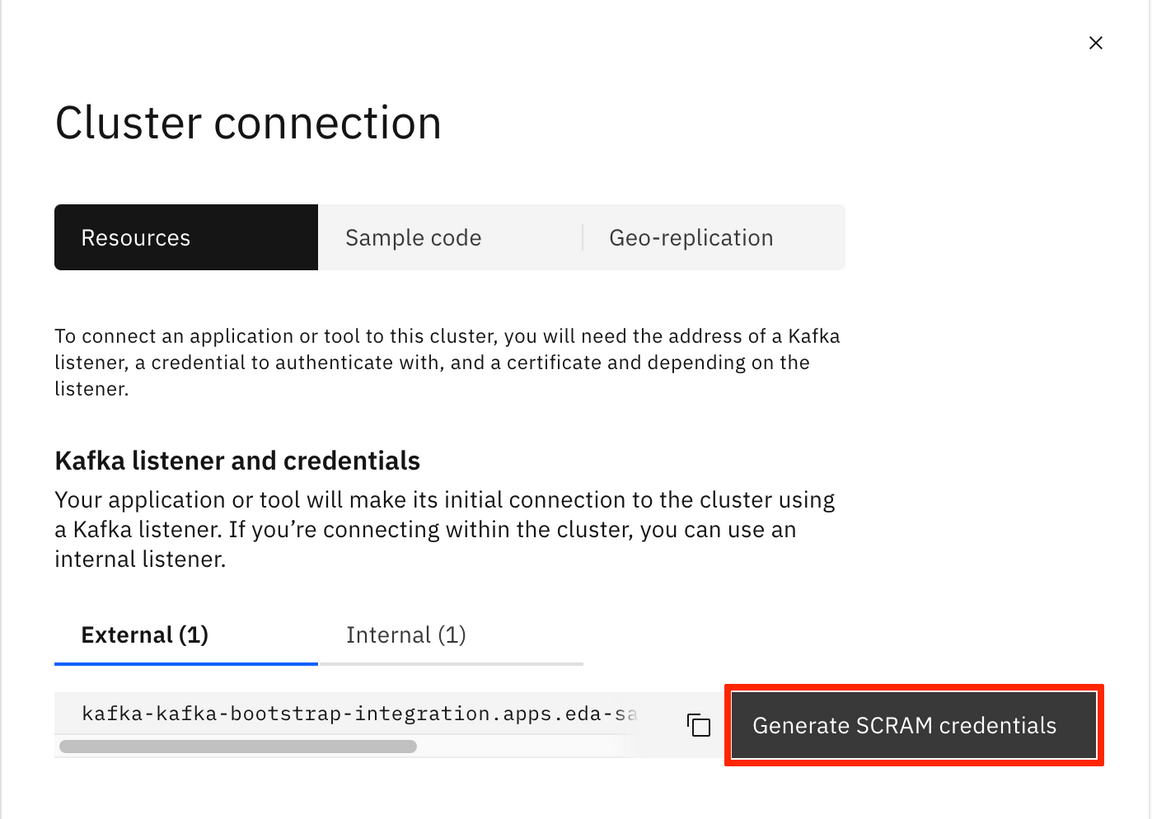 Cluster connection
Resources
Sample code
Geo-replication
To connect an application or tool to this cluster, you will need the address of a Kafka
listener, a credential to authenticate with, and a certificate and depending on the
listener.
Kafka listener and credentials
Your application or tool will make its initial connection to the cluster using
a Kafka listener. If you’re connecting within the cluster, you can use an
internal listener.
External (1)
Internal (1)
kafka-kafka-bootstrap-integration.apps.eda-sa
Generate SCRAM credentials